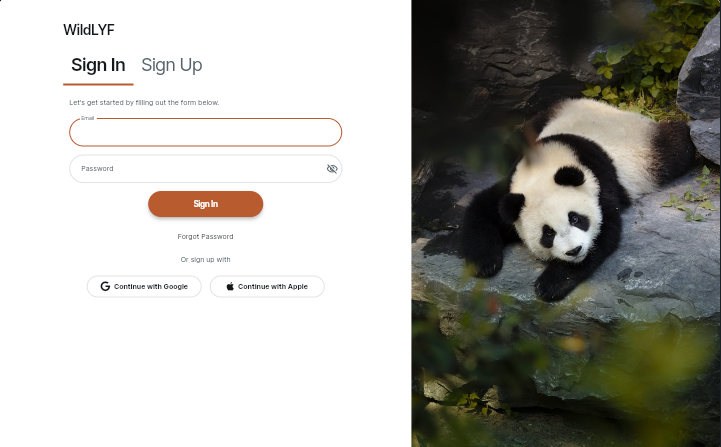 WildLYF
Sign In Sign Up
Let's get started by filling out the form below.
Email
Password
Sign In
Forgot Password
Or sign up with
Continue with Google Continue with Apple